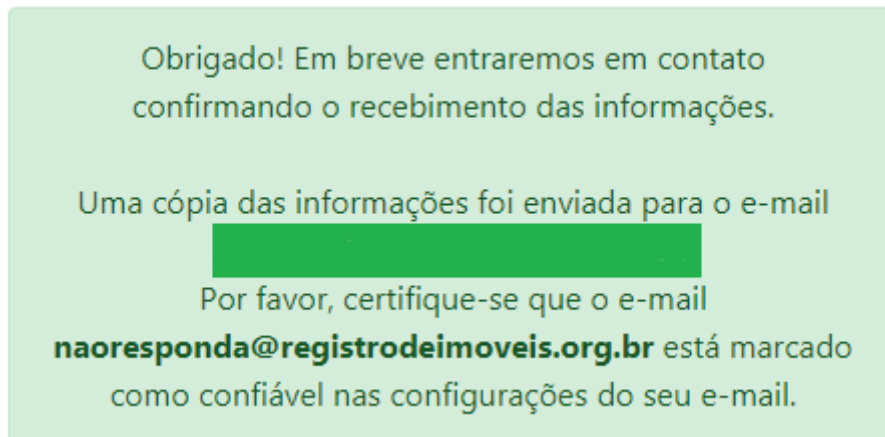 Obrigado! Em breve entraremos em contato
confirmando o recebimento das informações.
Uma cópia das informações foi enviada para o e-mail
Por favor, certifique-se que o e-mail
naoresponda@registrodeimoveis.org.br está marcado
como confiável nas configurações do seu e-mail.